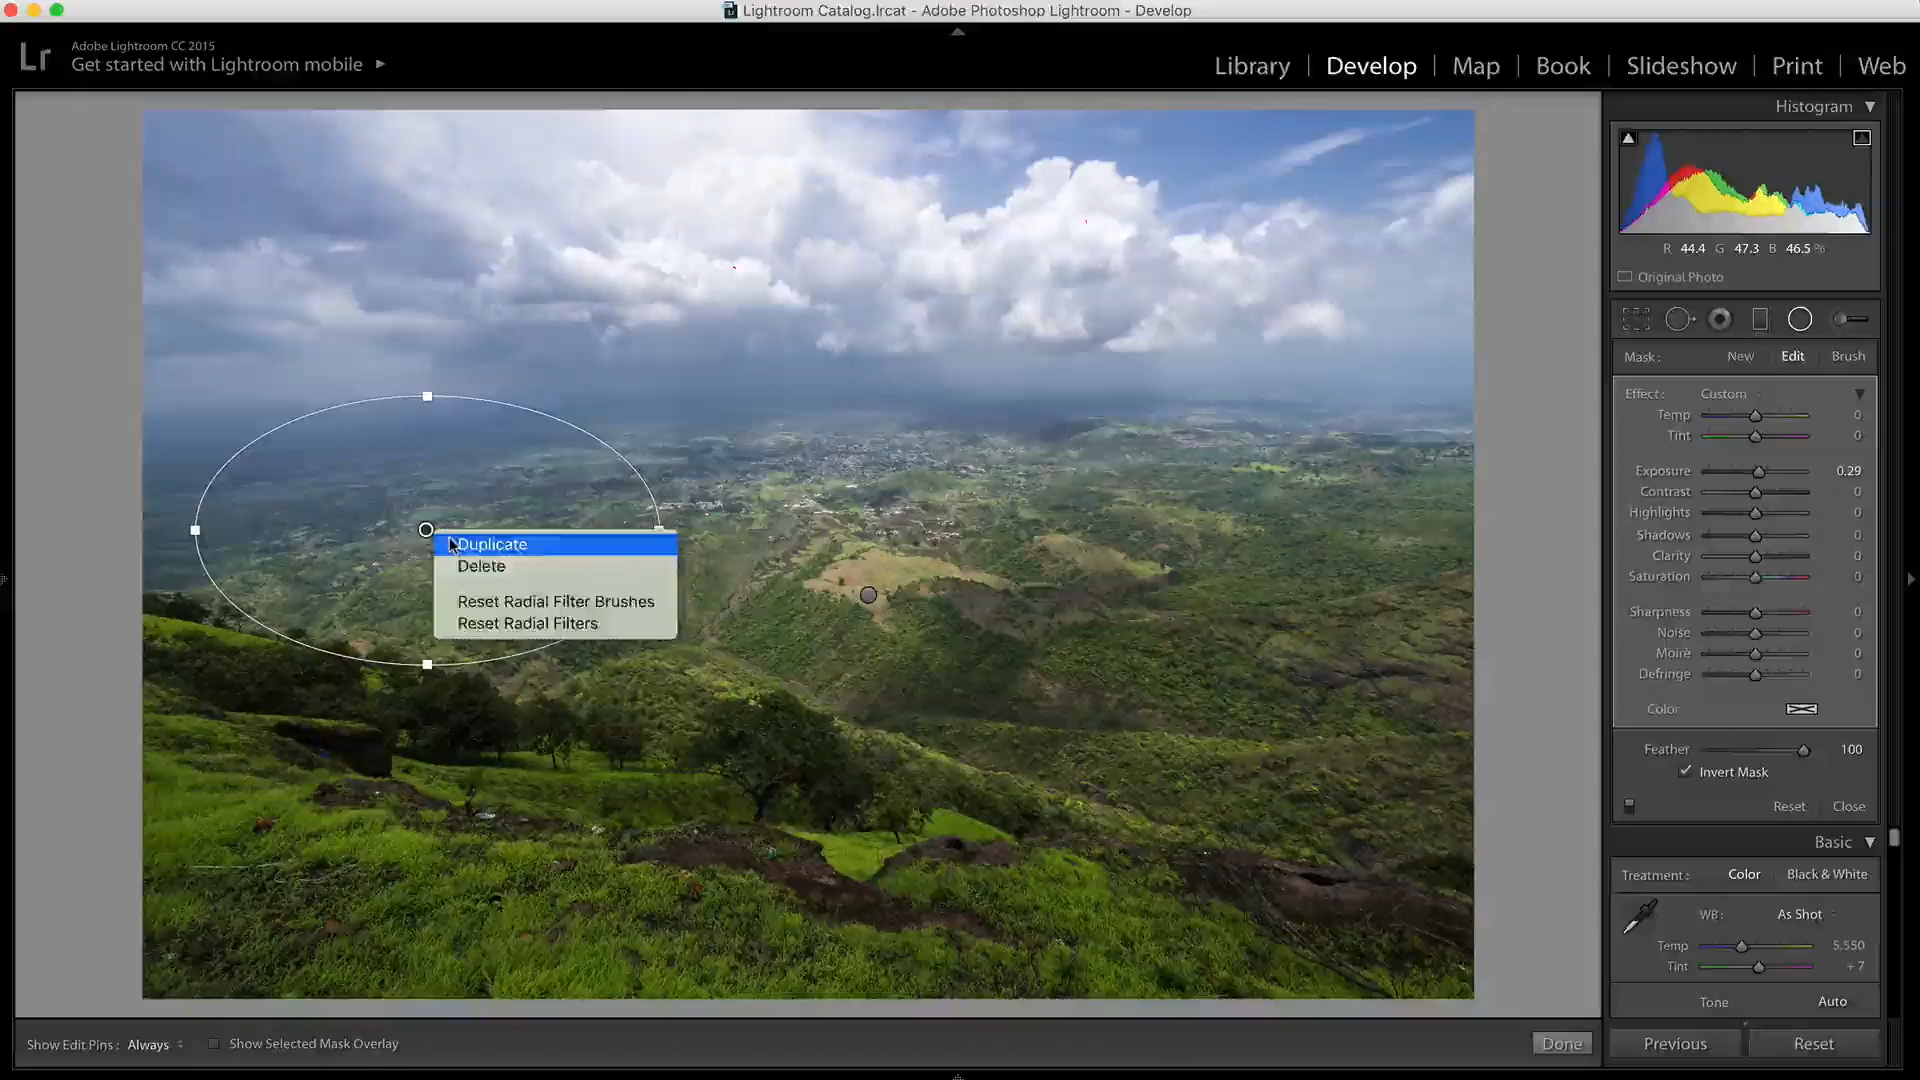 Lightroom Catalog.lrcat - Adobe Photoshop Lightroom - Develop
Lr
Adobe Lightroom CC 2015
Get started with Lightroom mobile
Library | Develop | Map | Book | Slideshow | Print | Web
Histogram
R 44.4 G 47.3 B 46.5 %
Original Photo
Mask : New Edit Brush
Effect : Custom
Temp 0
Tint 0
Exposure 0.29
Contrast 0
Highlights 0
Shadows 0
Clarity 0
Saturation 0
Sharpness 0
Noise 0
Moiré 0
Defringe 0
Color
Feather 100
Invert Mask
Reset Close
Basic
Treatment : Color Black & White
WB : As Shot
Temp 5,550
Tint + 7
Tone Auto
Previous Reset
Duplicate
Delete
Reset Radial Filter Brushes
Reset Radial Filters
Show Edit Pins : Always Show Selected Mask Overlay
Done